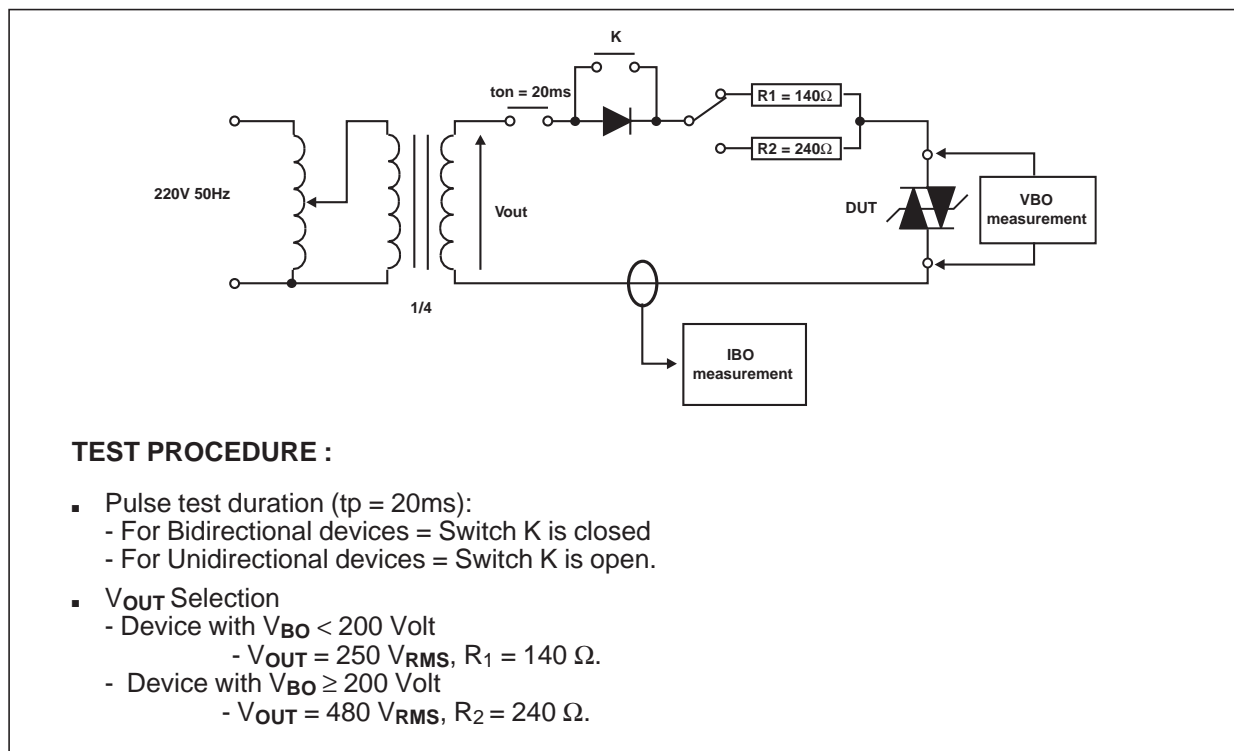 K
ton = 20ms
R1 = 140Ω
R2 = 240Ω
220V 50Hz
Vout
DUT
VBO
measurement
1/4
IBO
measurement
TEST PROCEDURE :
▪ Pulse test duration (tp = 20ms):
- For Bidirectional devices = Switch K is closed
- For Unidirectional devices = Switch K is open.
▪ VOUT Selection
- Device with VBO < 200 Volt
- VOUT = 250 VRMS, R1 = 140 Ω.
- Device with VBO ≥ 200 Volt
- VOUT = 480 VRMS, R2 = 240 Ω.